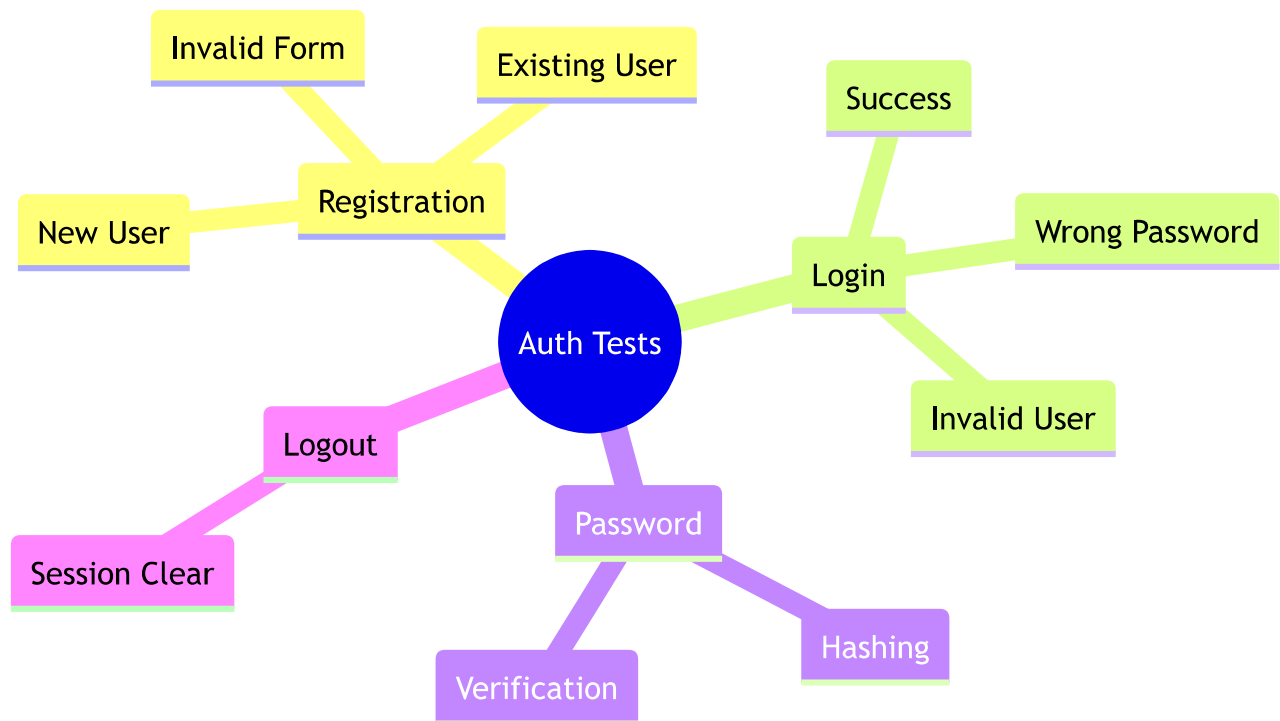 Invalid Form
Existing User
Success
Registration
New User
Wrong Password
Login
Auth Tests
Invalid User
Logout
Password
Session Clear
Hashing
Verification